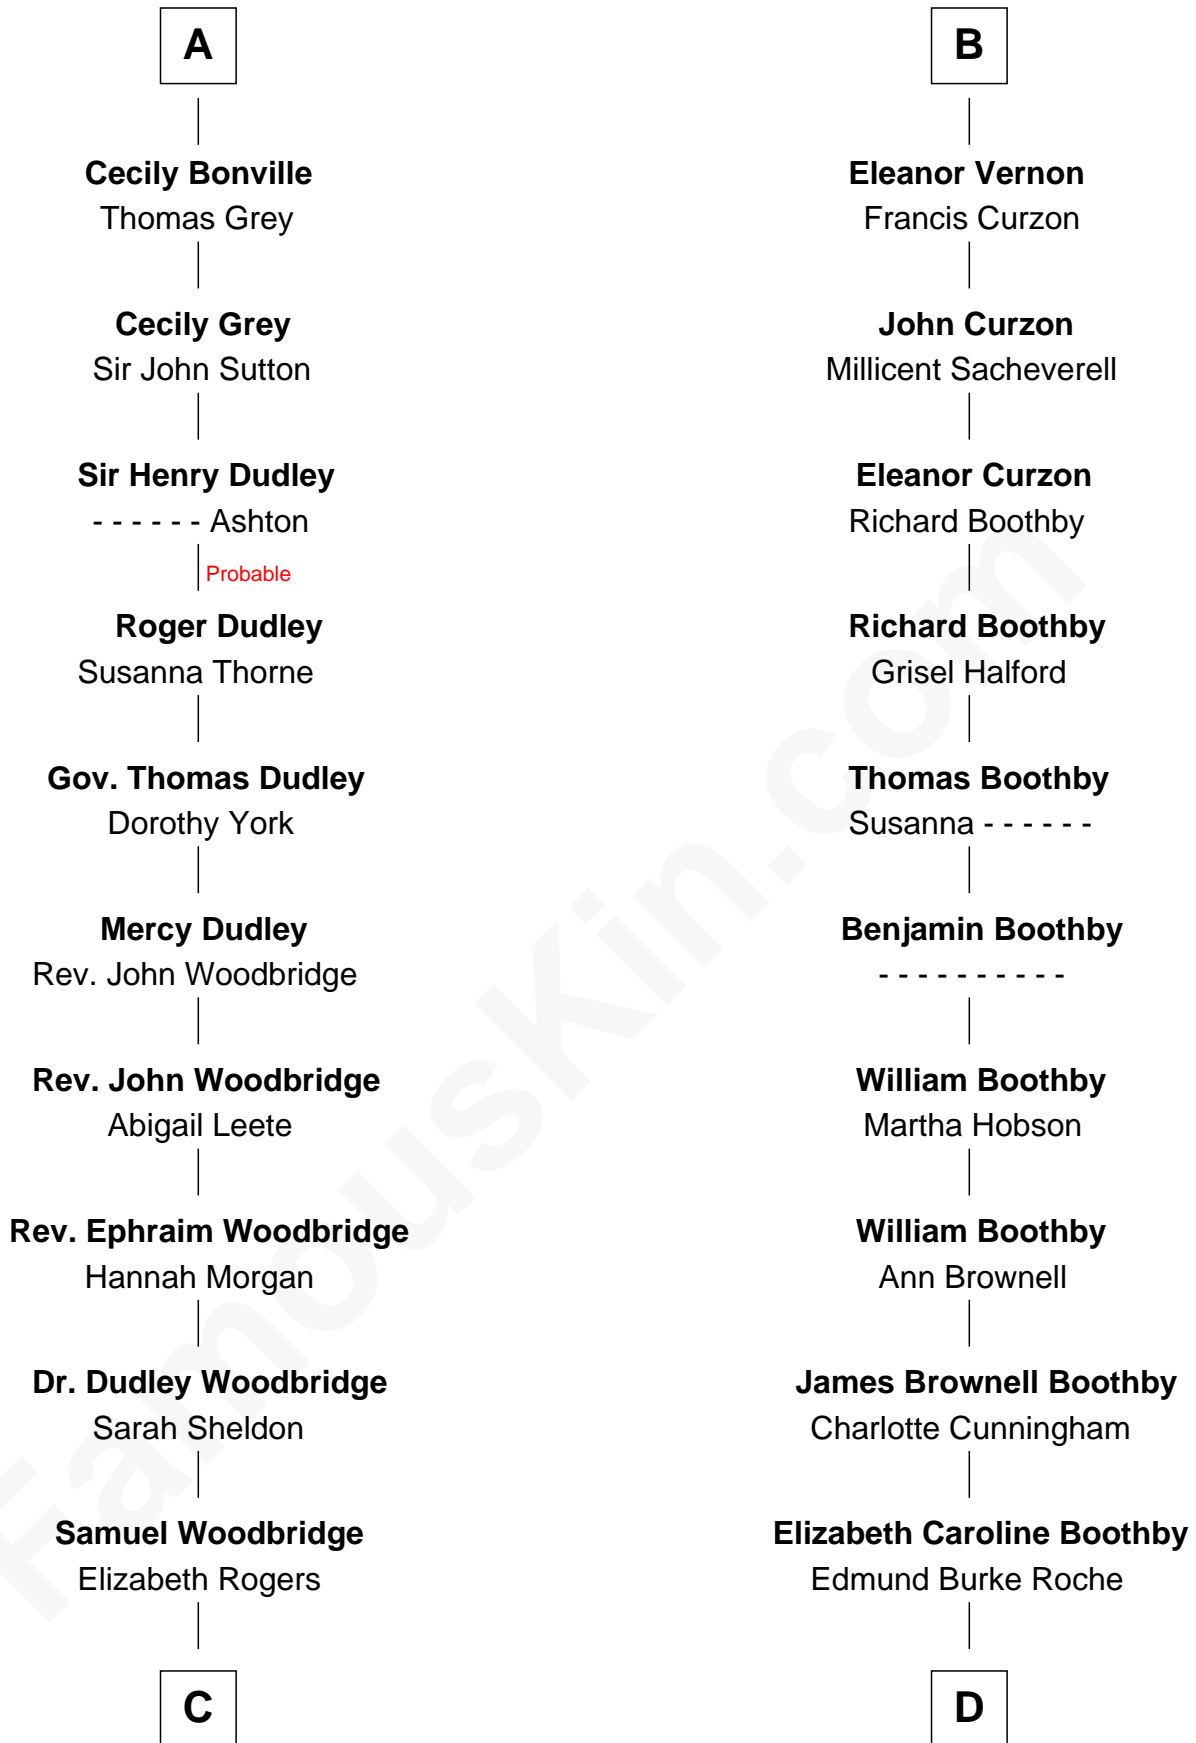 A
Cecily Bonville
Thomas Grey
Cecily Grey
Sir John Sutton
Sir Henry Dudley
- - - - - - Ashton
Probable
Roger Dudley
Susanna Thorne
Gov. Thomas Dudley
Dorothy York
Mercy Dudley
Rev. John Woodbridge
Rev. John Woodbridge
Abigail Leete
Rev. Ephraim Woodbridge
Hannah Morgan
Dr. Dudley Woodbridge
Sarah Sheldon
Samuel Woodbridge
Elizabeth Rogers
C
B
Eleanor Vernon
Francis Curzon
John Curzon
Millicent Sacheverell
Eleanor Curzon
Richard Boothby
Richard Boothby
Grisel Halford
Thomas Boothby
Susanna - - - - - -
Benjamin Boothby
- - - - - - - - - -
William Boothby
Martha Hobson
William Boothby
Ann Brownell
James Brownell Boothby
Charlotte Cunningham
Elizabeth Caroline Boothby
Edmund Burke Roche
D
FamousKin.com